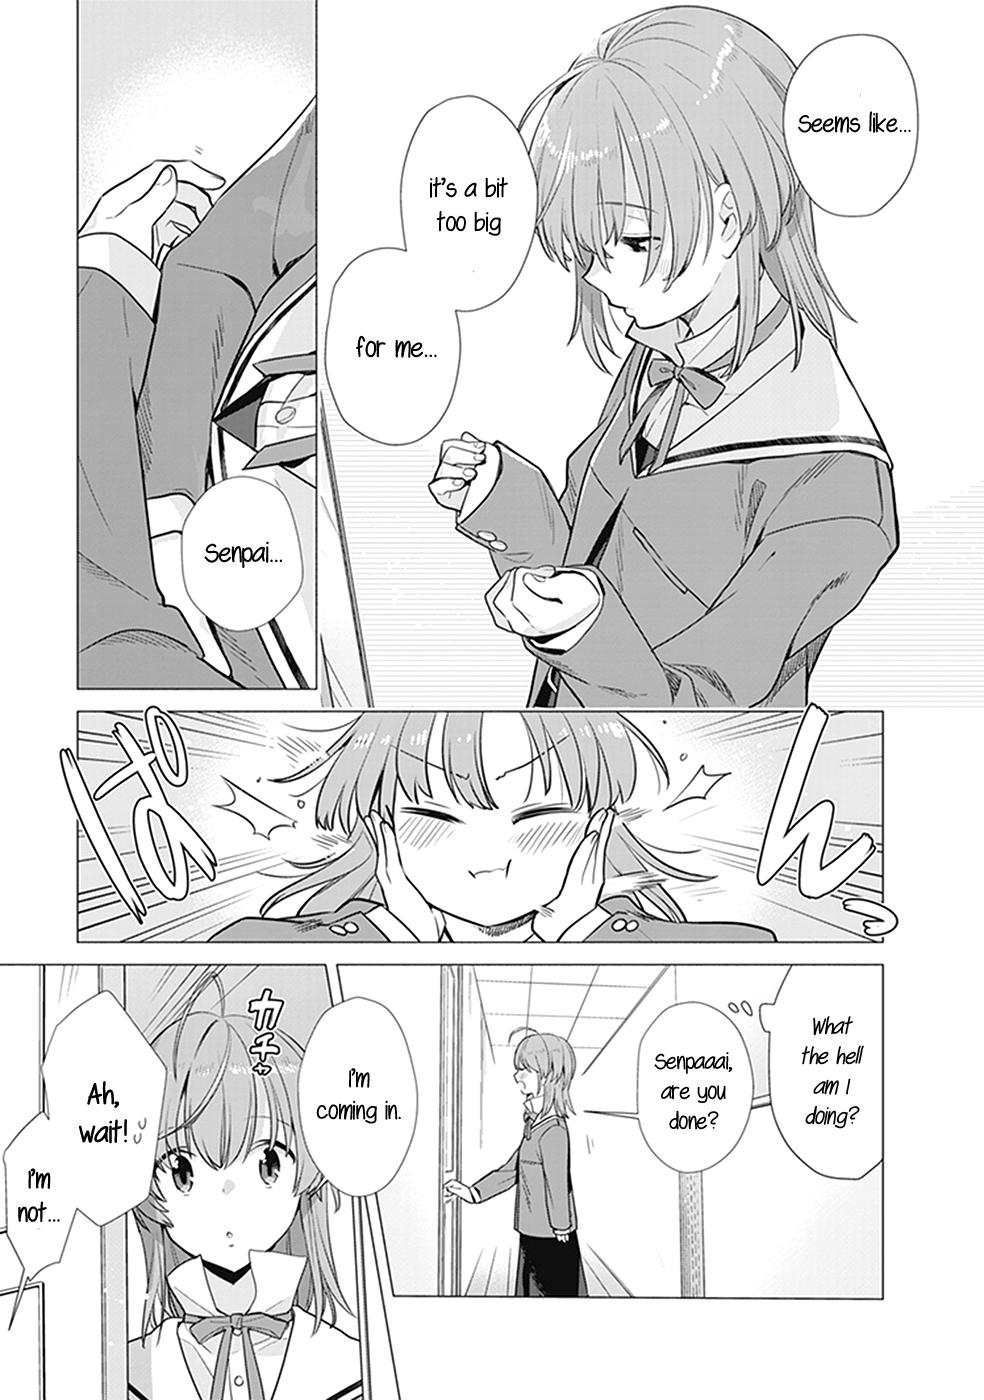 Seems like...
it's a bit
too big
for me...
Senpai...
ぱんっ
What
the hell
am I
doing?
Senpaaai,
are you
done?
I'm
coming in.
カチャ
Ah,
wait!
I'm
not...